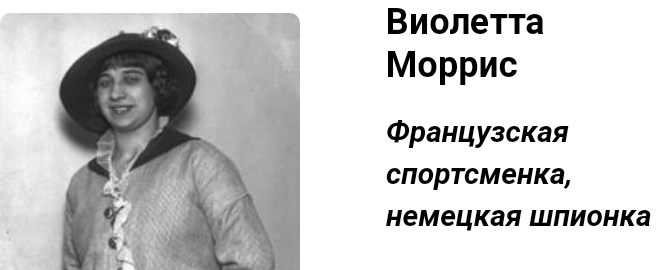 Виолетта
Моррис
Французская
спортсменка,
немецкая шпионка